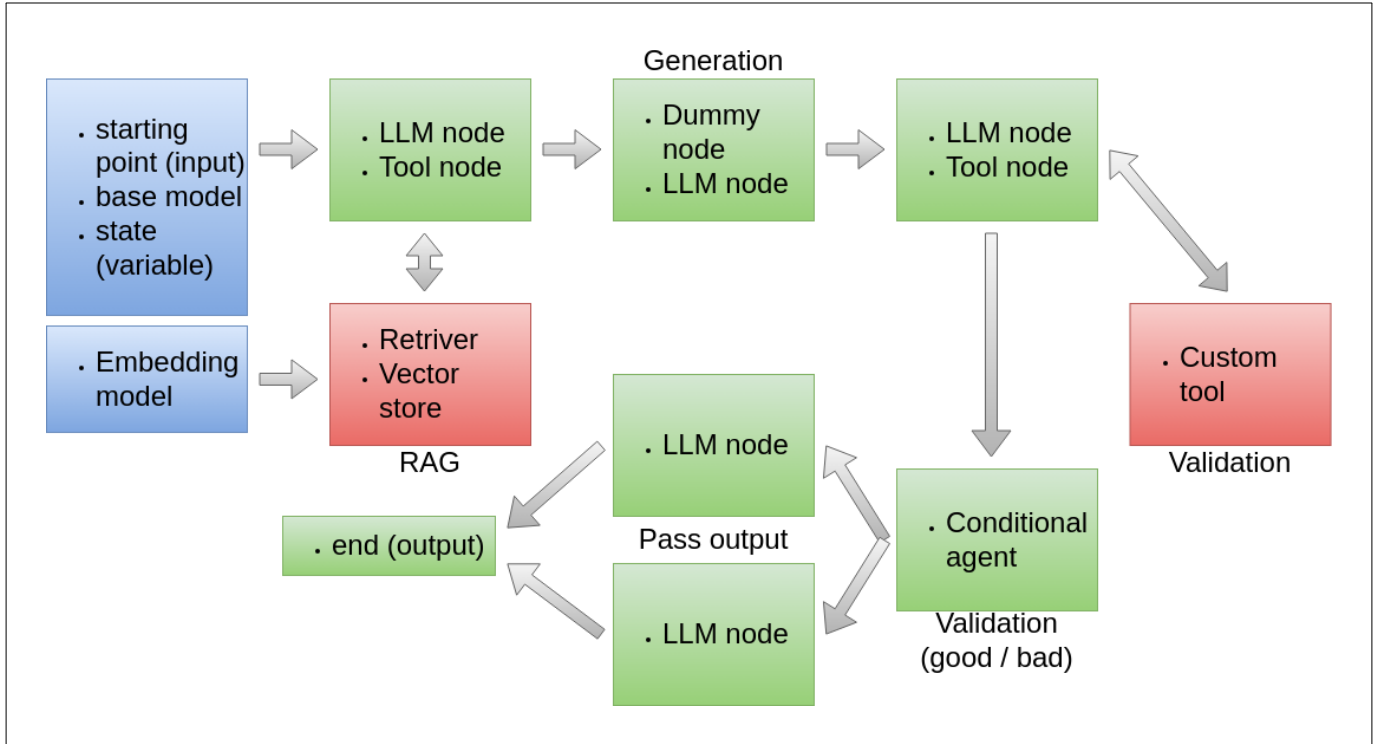 Generation
• starting
point (input)
• base model
• state
(variable)
• LLM node
• Tool node
• Dummy
node
• LLM node
• LLM node
• Tool node
• Embedding
model
• Retriver
• Vector
store
RAG
• Custom
tool
Validation
• LLM node
Pass output
• LLM node
• Conditional
agent
Validation
(good / bad)
• end (output)